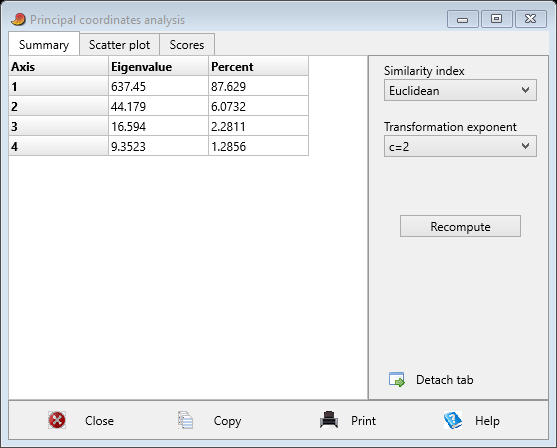 Principal coordinates analysis
Summary Scatter plot Scores
Axis Eigenvalue Percent
1 637.45 87.629
2 44.179 6.0732
3 16.594 2.2811
4 9.3523 1.2856
Similarity index
Euclidean
Transformation exponent
c=2
Recompute
Detach tab
Close Copy Print Help